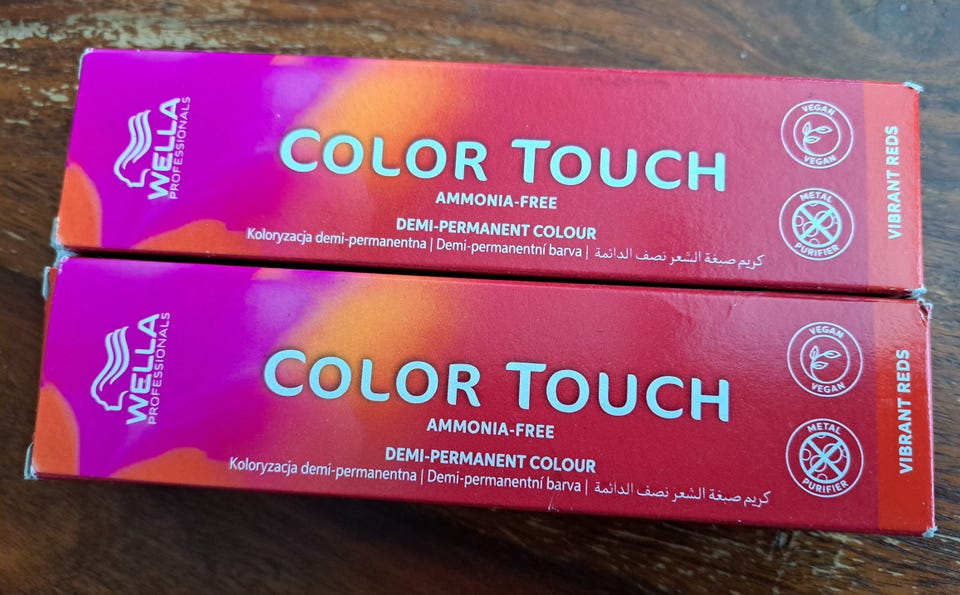 WELLA
PROFESSIONALS
COLOR TOUCH
AMMONIA-FREE
DEMI-PERMANENT COLOUR
Koloryzacja demi-permanentna | Demi-permanentní barva | كريم صبغة الشعر نصف الدائمة
VEGAN
VEGAN
METAL
PURIFIER
VIBRANT REDS
WELLA
PROFESSIONALS
COLOR TOUCH
AMMONIA-FREE
DEMI-PERMANENT COLOUR
Koloryzacja demi-permanentna | Demi-permanentní barva | كريم صبغة الشعر نصف الدائمة
VEGAN
VEGAN
METAL
PURIFIER
VIBRANT REDS